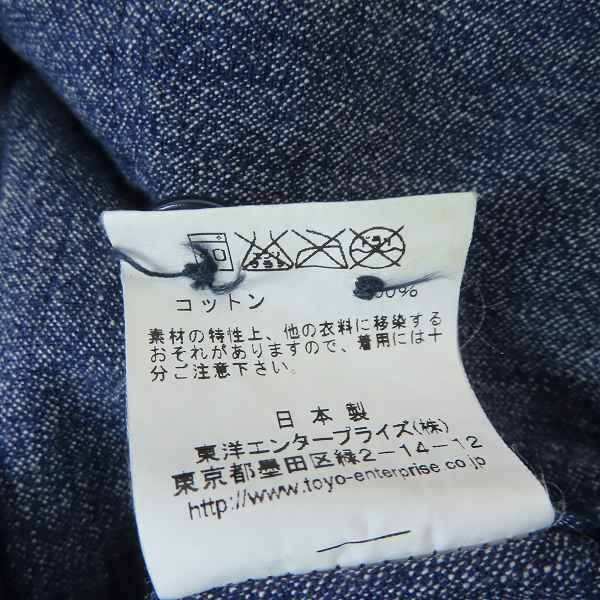 コットン 00%
素材の特性上、他の衣料に移染する
おそれがありますので、着用には十
分ご注意下さい。
日本製
東洋エンタープライズ(株)
東京都墨田区緑2-14-12
http://www.toyo-enterprise.co.jp